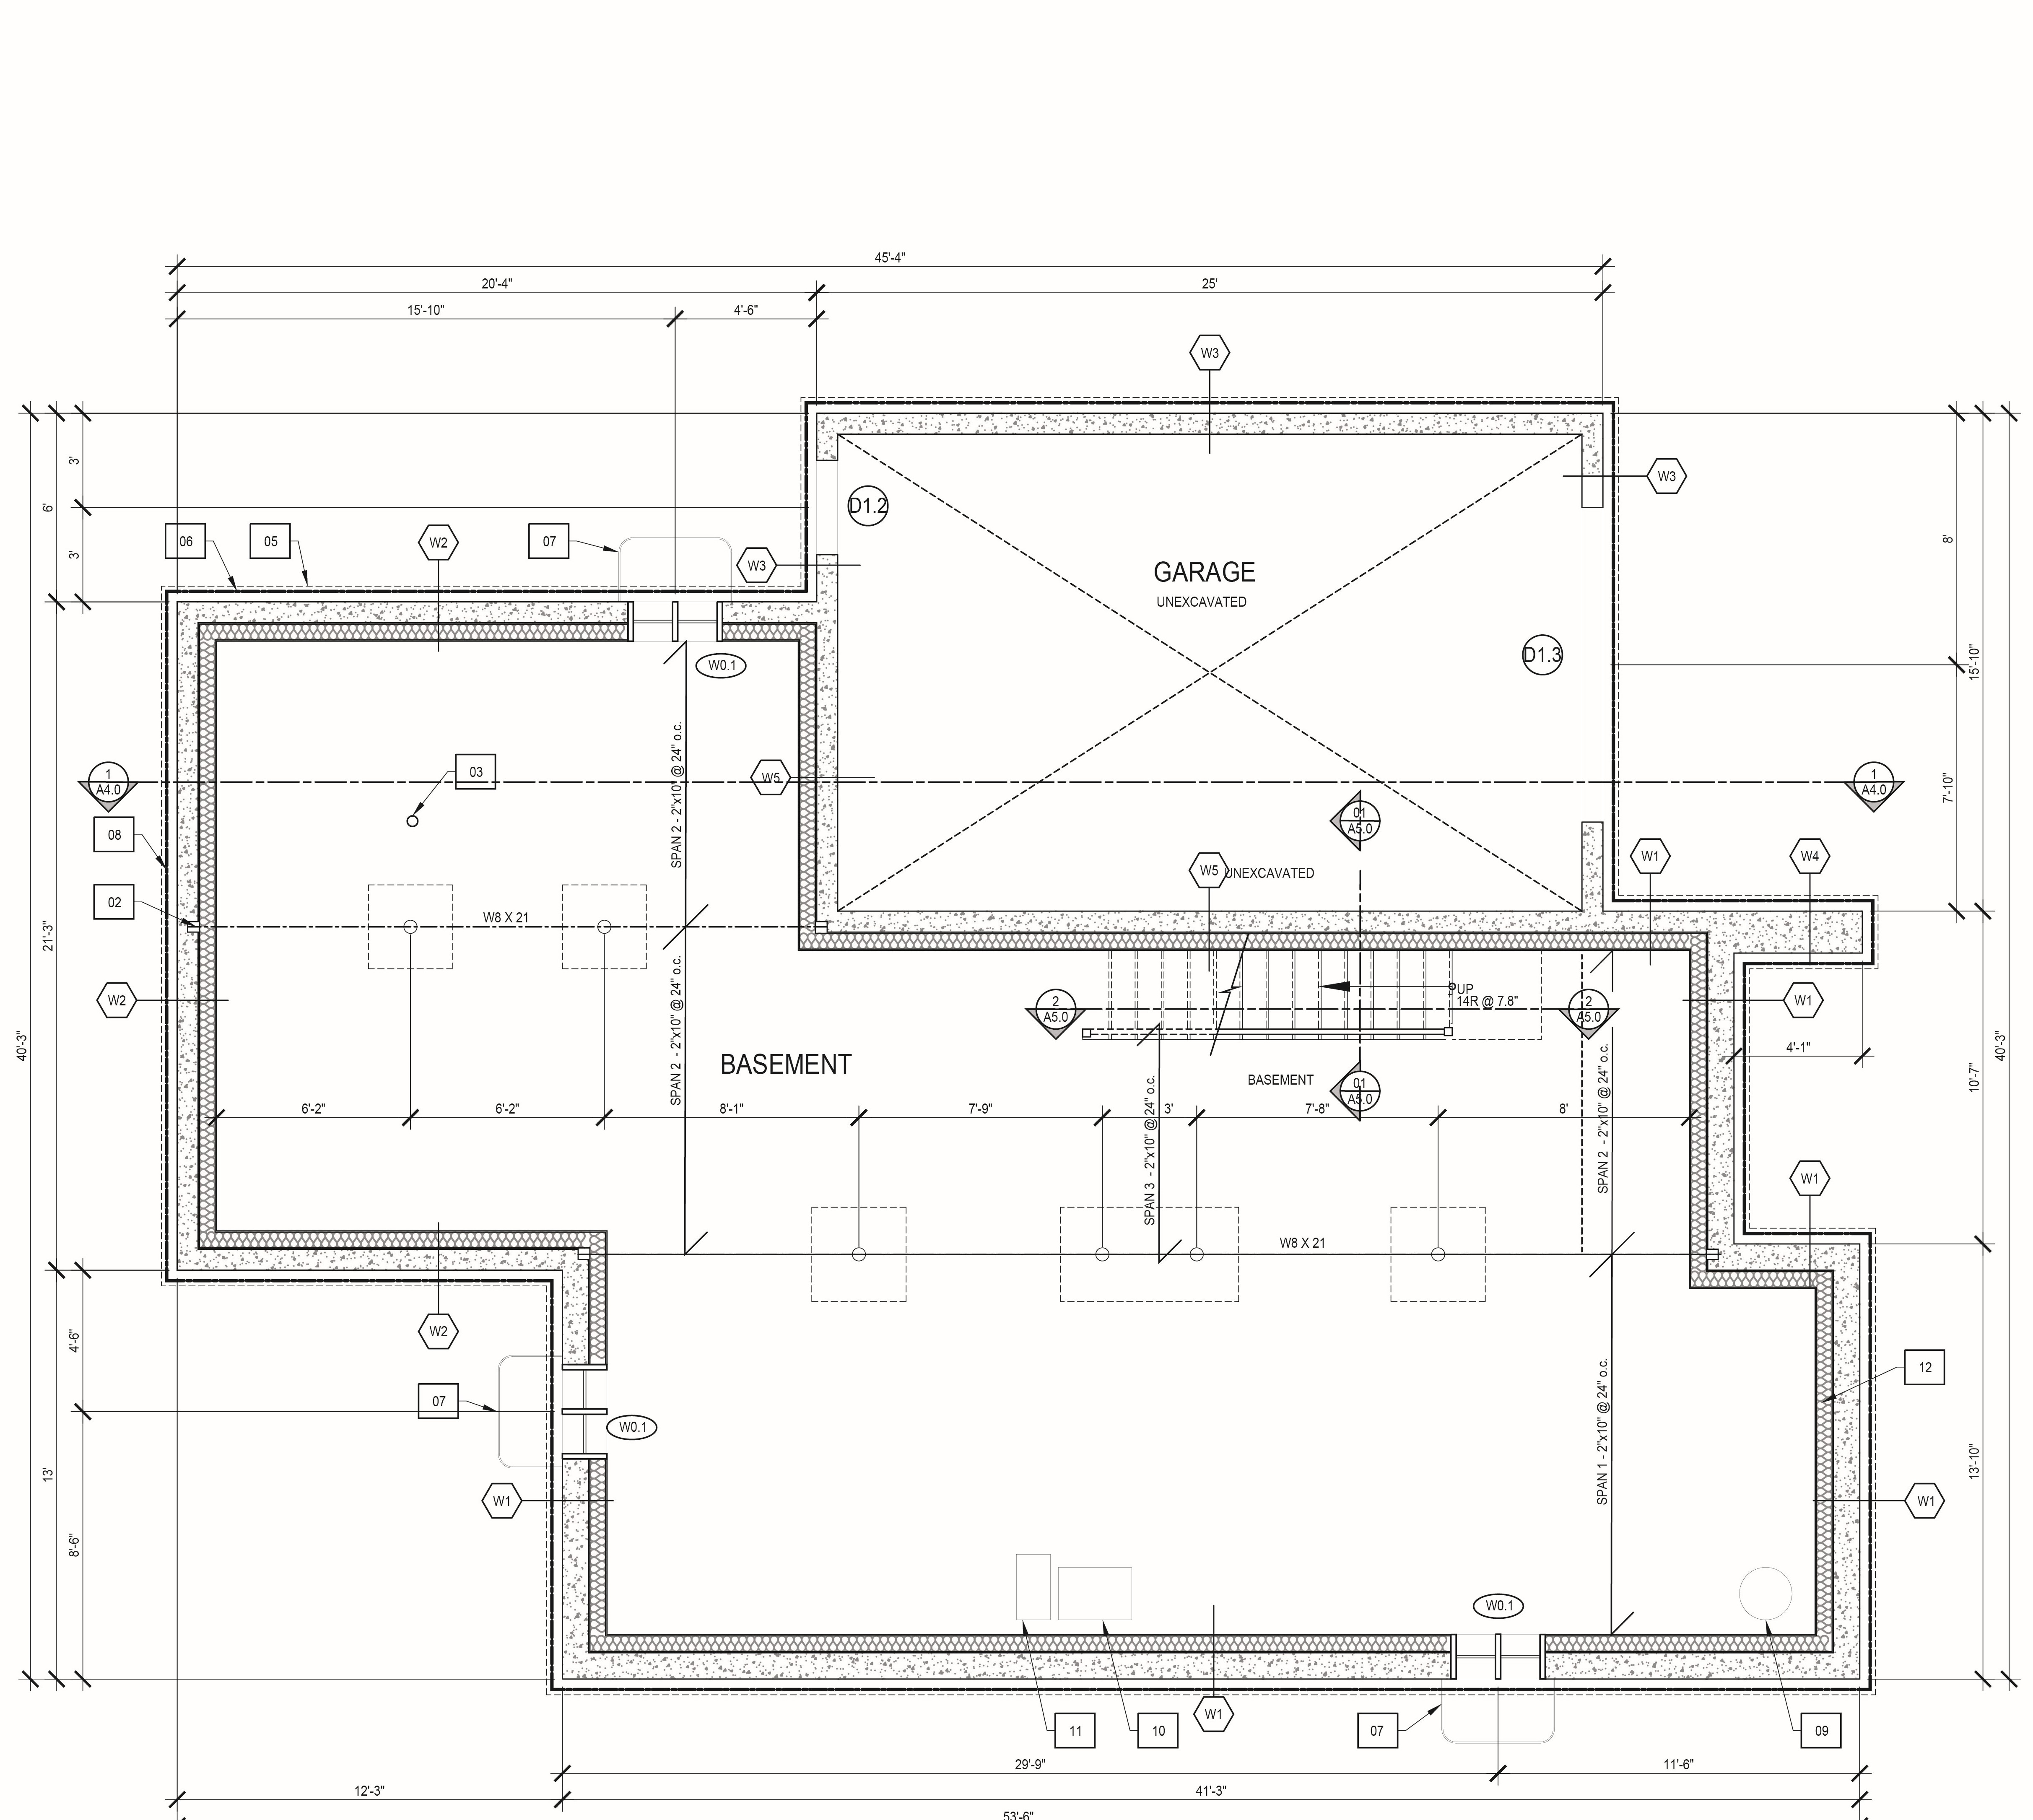 45'-4"
20'-4"
25'
15'-10"
4'-6"
W3
W3
3'
6'
D1.2
06
05
W2
07
8'
3'
W3
GARAGE
UNEXCAVATED
D1.3
W0.1
15'-10"
SPAN 2 - 2"x10" @ 24" o.c.
03
W5
1
A4.0
1
A4.0
7'-10"
01
A5.0
08
W1
W4
W5
UNEXCAVATED
02
W8 X 21
21'-3"
W2
UP
14R @ 7.8"
W1
2
A5.0
2
A5.0
40'-3"
40'-3"
4'-1"
SPAN 2 - 2"x10" @ 24" o.c.
BASEMENT
BASEMENT
01
A5.0
10'-7"
6'-2"
6'-2"
8'-1"
7'-9"
3'
7'-8"
8'
SPAN 3 - 2"x10" @ 24" o.c.
SPAN 2 - 2"x10" @ 24" o.c.
W1
W8 X 21
W2
4'-6"
12
07
W0.1
SPAN 1 - 2"x10" @ 24" o.c.
13'
13'-10"
W1
W1
8'-6"
W0.1
W1
11
10
07
09
29'-9"
11'-6"
12'-3"
41'-3"
53'-6"